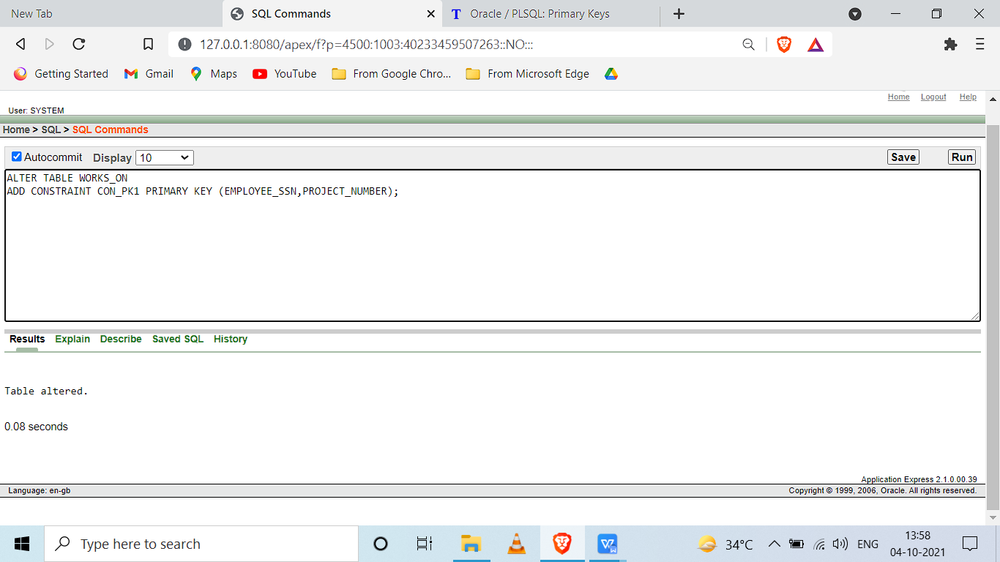 New Tab
SQL Commands
T Oracle / PLSQL: Primary Keys
127.0.0.1:8080/apex/f?p=4500:1003:40233459507263::NO:::
Getting Started Gmail Maps YouTube From Google Chro... From Microsoft Edge
Home Logout Help
User: SYSTEM
Home > SQL > SQL Commands
Autocommit Display 10 Save Run
ALTER TABLE WORKS_ON
ADD CONSTRAINT CON_PK1 PRIMARY KEY (EMPLOYEE_SSN,PROJECT_NUMBER);
Results Explain Describe Saved SQL History
Table altered.
0.08 seconds
Application Express 2.1.0.00.39
Language: en-gb Copyright © 1999, 2006, Oracle. All rights reserved.
Type here to search
34°C
ENG
13:58
04-10-2021